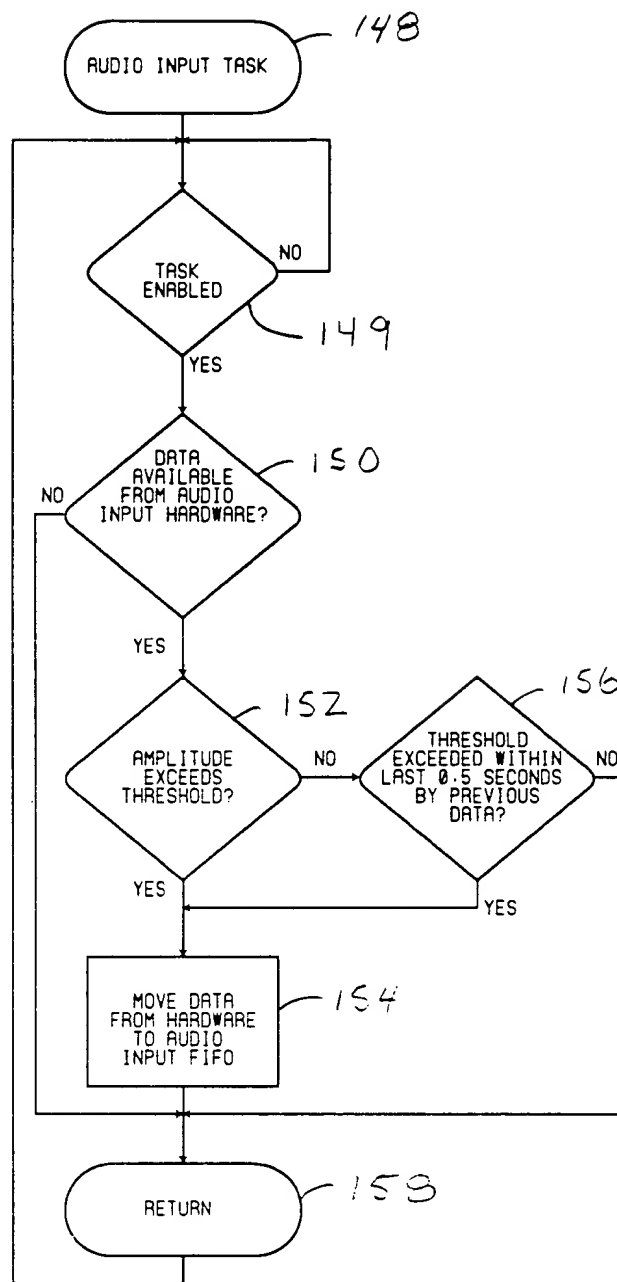 148
AUDIO INPUT TASK
NO
TASK
ENABLED
149
YES
DATA
AVAILABLE
FROM AUDIO
INPUT HARDWARE?
150
NO
YES
152
156
AMPLITUDE
EXCEEDS
THRESHOLD?
NO
THRESHOLD
EXCEEDED WITHIN
LAST 0.5 SECONDS
BY PREVIOUS
DATA?
NO
YES
YES
MOVE DATA
FROM HARDWARE
TO AUDIO
INPUT FIFO
154
RETURN
158